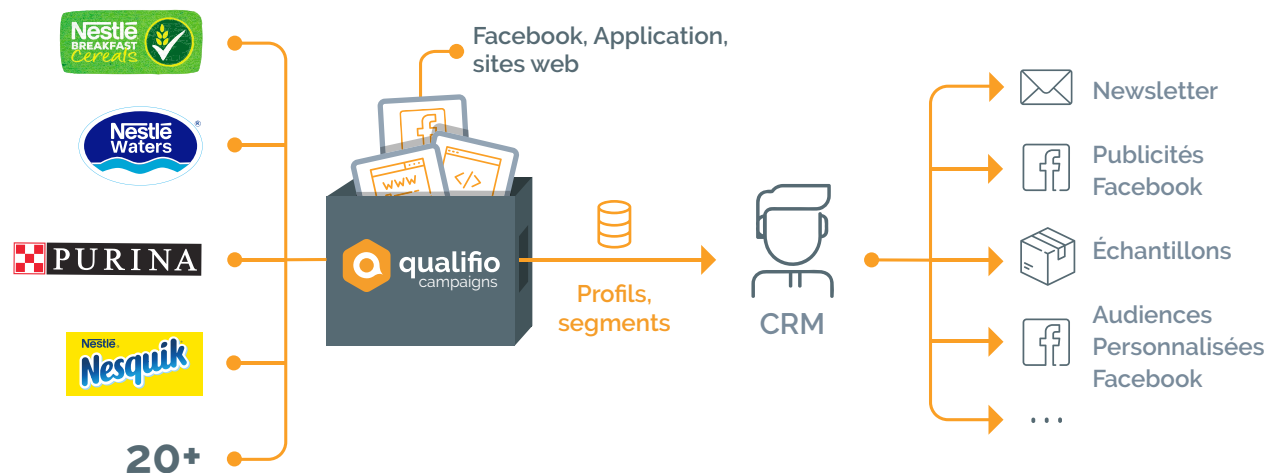 Nestlé
BREAKFAST
Cereals
Nestlé
Waters
®
PURINA
Nestlé.
Nesquik
20+
Facebook, Application,
sites web
www
</>
qualifio
campaigns
Profils,
segments
CRM
Newsletter
Publicités
Facebook
Échantillons
Audiences
Personnalisées
Facebook
...